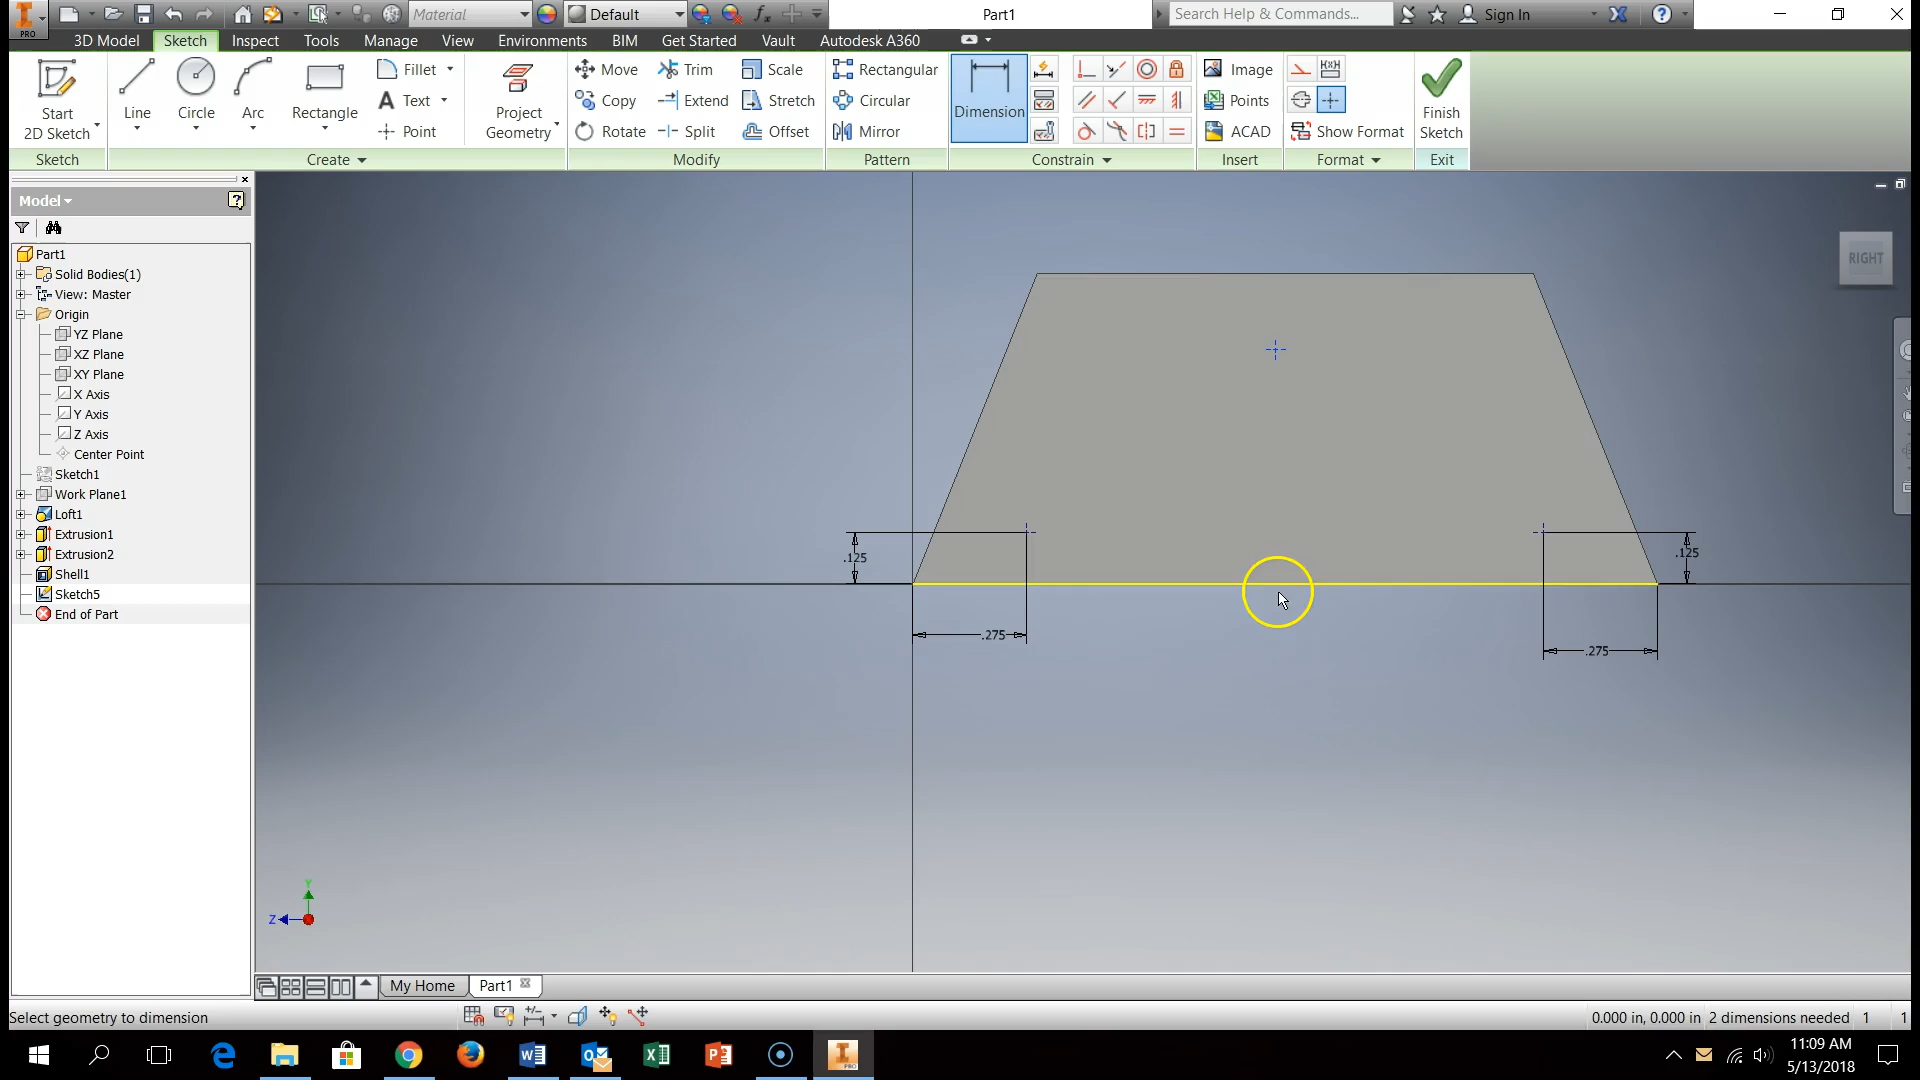 Material
Default
Part1
Search Help & Commands...
Sign In
PRO
3D Model
Sketch
Inspect
Tools
Manage
View
Environments
BIM
Get Started
Vault
Autodesk A360
Start
2D Sketch
Line
Circle
Arc
Rectangle
Fillet
Text
Point
Project
Geometry
Move
Copy
Rotate
Trim
Extend
Split
Scale
Stretch
Offset
Rectangular
Circular
Mirror
Dimension
Image
Points
ACAD
Show Format
Finish
Sketch
Sketch
Create
Modify
Pattern
Constrain
Insert
Format
Exit
Model
Part1
Solid Bodies(1)
View: Master
Origin
YZ Plane
XZ Plane
XY Plane
X Axis
Y Axis
Z Axis
Center Point
Sketch1
Work Plane1
Loft1
Extrusion1
Extrusion2
Shell1
Sketch5
End of Part
RIGHT
.125
.125
.275
.275
Y
Z
My Home
Part1
Select geometry to dimension
0.000 in, 0.000 in 2 dimensions needed 1 1
11:09 AM
5/13/2018